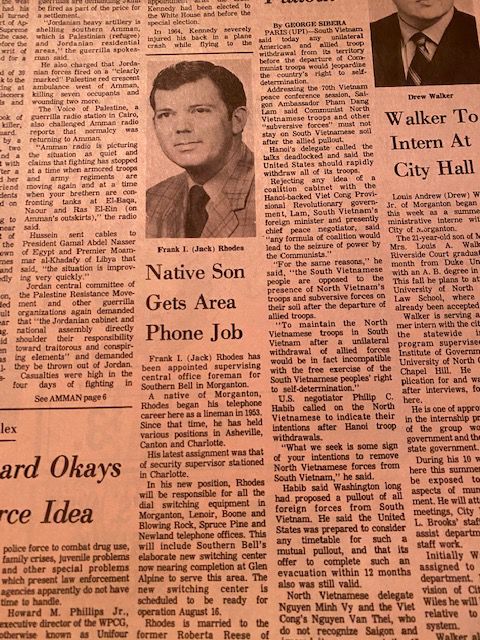 be fired as part of the price for
a settlement.
"Jordanian heavy artillery is
shelling southern Amman,
which is Palestinian (refugee)
and Jordanian residential
areas," the guerrilla spokes-
man said.
He also charged that Jorda-
nian forces fired on a "clearly
marked" Palestine red crescent
ambulance west of Amman,
killing seven occupants and
wounding two more.
The Voice of Palestine, a
guerrilla radio station in Cairo,
also challenged Amman radio
reports that normalcy was
returning to Amman.
"Amman radio is picturing
the situation as quiet and
claims that fighting has stopped
at a time when armored troops
and army regiments are
moving again and at a time
when your brethren are con-
fronting tanks at El-Baqa,
Naour and Ras El-Ein (on
Amman's outskirts)," the radio
said.
Hussein sent cables to
President Gamal Abdel Nasser
of Egypt and Premier Moam-
mar al-Khadafy of Libya that
said, "the situation is improv-
ing very quickly."
Jordan central committee of
the Palestine Resistance Move-
ment and other guerrilla
organizations again demanded
that "the Jordanian cabinet and
national assembly directly
shoulder their responsibility
toward traitorous and conspir-
ing elements" and demanded
they be thrown out of Jordan.
Casualties were high in the
four days of fighting in
See AMMAN page 6
lex
ard Okays
rce Idea
police force to combat drug use,
family crises, juvenile problems
and other special problems
which present law enforcement
agencies apparently do not have
time to handle.
Howard M. Phillips Jr.,
executive director of the WPCG,
otherwise known as Unifour
Kennedy had been elected to
the White House and before the
special election.
In 1964, Kennedy severely
injured his back in a plane
crash while flying to the
Frank I. (Jack) Rhodes
Native Son
Gets Area
Phone Job
Frank I. (Jack) Rhodes has
been appointed supervising
central office foreman for
Southern Bell in Morganton.
A native of Morganton,
Rhodes began his telephone
career here as a lineman in 1953.
Since that time, he has held
various positions in Asheville,
Canton and Charlotte.
His latest assignment was that
of security supervisor stationed
in Charlotte.
In his new position, Rhodes
will be responsible for all the
dial switching equipment in
Morganton, Lenoir, Boone and
Blowing Rock, Spruce Pine and
Newland telephone offices. This
will include Southern Bell's
elaborate new switching center
now nearing completion at Glen
Alpine to serve this area. The
new switching center is
scheduled to be ready for
operation August 16.
Rhodes is married to the
former Roberta Reese of
By GEORGE SIBERA
PARIS (UPI)—South Vietnam
said today any unilateral
American and allied troop
withdrawal from its territory
before the departure of Com-
munist troops would jeopardize
the country's right to self-
determination.
Addressing the 70th Vietnam
peace conference session, Sai-
gon Ambassador Pham Dang
Lam said Communist North
Vietnamese troops and other
"subversive forces" must not
stay on South Vietnamese soil
after the allied pullout.
Hanoi's delegate called the
talks deadlocked and said the
United States should rapidly
withdraw all of its troops.
Rejecting any idea of a
coalition cabinet with the
Hanoi-backed Viet Cong Provi-
sional Revolutionary govern-
ment, Lam, South Vietnam's
foreign minister and presently
chief peace negotiator, said
"any formula of coalition would
lead to the seizure of power by
the Communists."
"For the same reasons," he
said, "the South Vietnamese
people are opposed to the
presence of North Vietnam's
troops and subversive forces on
their soil after the departure of
allied troops.
"To maintain the North
Vietnamese troops in South
Vietnam after a unilateral
withdrawal of allied forces
would be in fact incompatible
with the free exercise of the
South Vietnamese peoples' right
to self-determination."
U.S. negotiator Philip C.
Habib called on the North
Vietnamese to indicate their
intentions after Hanoi troop
withdrawals.
"What we seek is some sign
of your intentions to remove
North Vietnamese forces from
South Vietnam," he said.
Habib said Washington long
had proposed a pullout of all
foreign forces from South
Vietnam. He said the United
States was prepared to consider
any timetable for such a
mutual pullout, and that its
offer to complete such an
evacuation within 12 months
also was still valid.
North Vietnamese delegate
Nguyen Minh Vy and the Viet
Cong's Nguyen Van Thei, who
do not recognize Saigon and
Drew Walker
Walker To
Intern At
City Hall
Louis Andrew (Drew) W
Jr. of Morganton began
this week as a summer
ministrative interne wit
City of Morganton.
The 21-year-old son of M
Mrs. Louis A. Walk
Riverside Court graduat
month from Duke Un
with an A. B. degree in
This fall he plans to at
University of North
Law School, where
already been accepted
Walker is serving a
mer intern with the cit
the statewide i
program supervise
Institute of Govern
University of North C
Chapel Hill. He
plication for and wa
after interviews, fo
here.
He is one of approx
in the internship pr
of the group wo
government and the
state government.
During his 10 w
here this summer
be exposed to
aspects of mun
ment. He will att
meetings, City
L. Brooks' staff
assist departm
staff work.
Initially W
assigned to
department,
vision of City
Wiles he will
relative to
system.